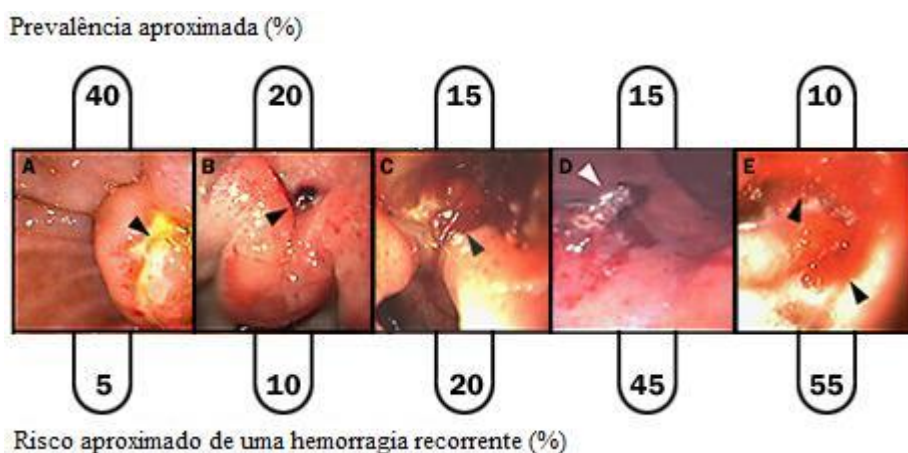 Prevalência aproximada (%)
40 20 15 15 10
A B C D E
5 10 20 45 55
Risco aproximado de uma hemorragia recorrente (%)